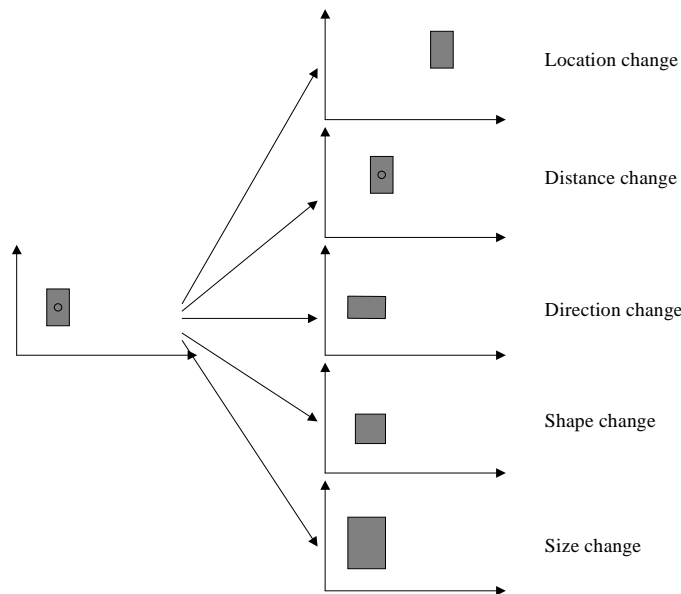 Location change
Distance change
Direction change
Shape change
Size change